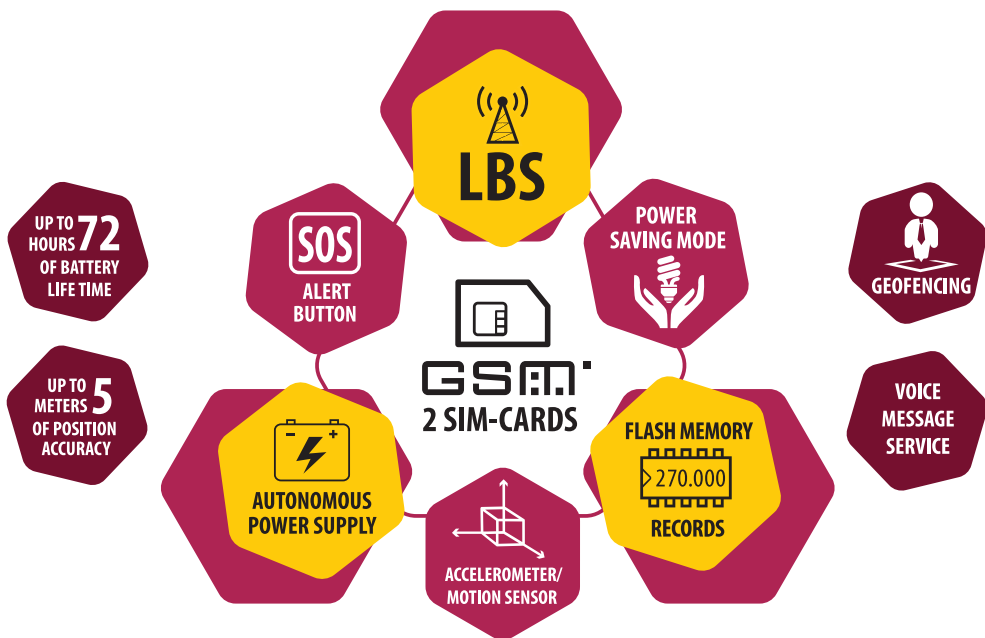 LBS
SOS
ALERT
BUTTON
POWER
SAVING MODE
UP TO 72
HOURS
OF BATTERY
LIFE TIME
GEOFENCING
GSM
2 SIM-CARDS
UP TO 5
METERS
OF POSITION
ACCURACY
VOICE
MESSAGE
SERVICE
- +
AUTONOMOUS
POWER SUPPLY
FLASH MEMORY
>270.000
RECORDS
ACCELEROMETER/
MOTION SENSOR